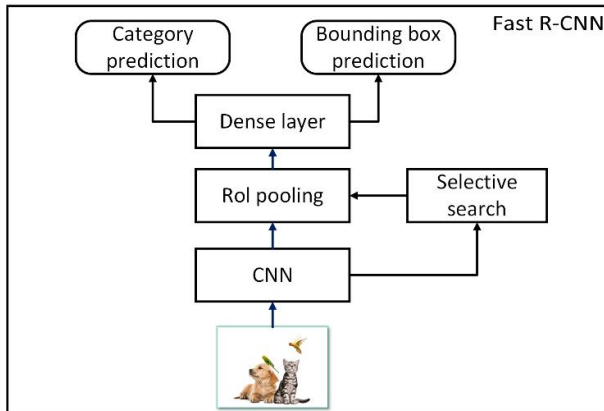 Fast R-CNN
Category
prediction
Bounding box
prediction
Dense layer
RoI pooling
Selective
search
CNN